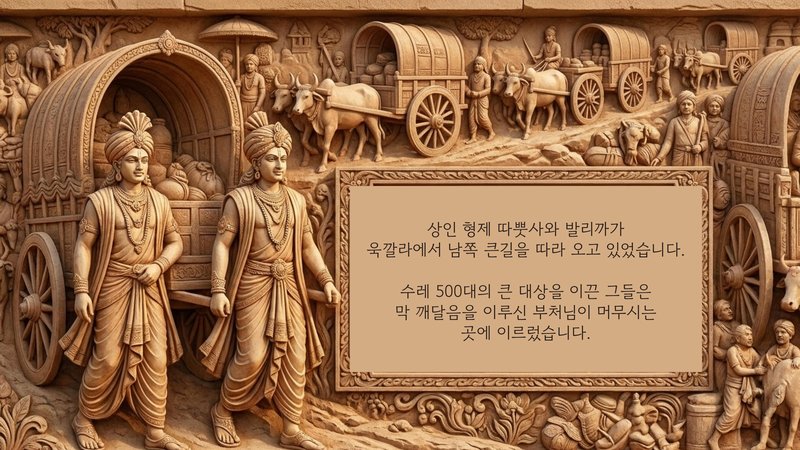 상인 형제 따뿟사와 발리까가
욱깔라에서 남쪽 큰길을 따라 오고 있었습니다.
수레 500대의 큰 대상을 이끈 그들은
막 깨달음을 이루신 부처님이 머무시는
곳에 이르렀습니다.